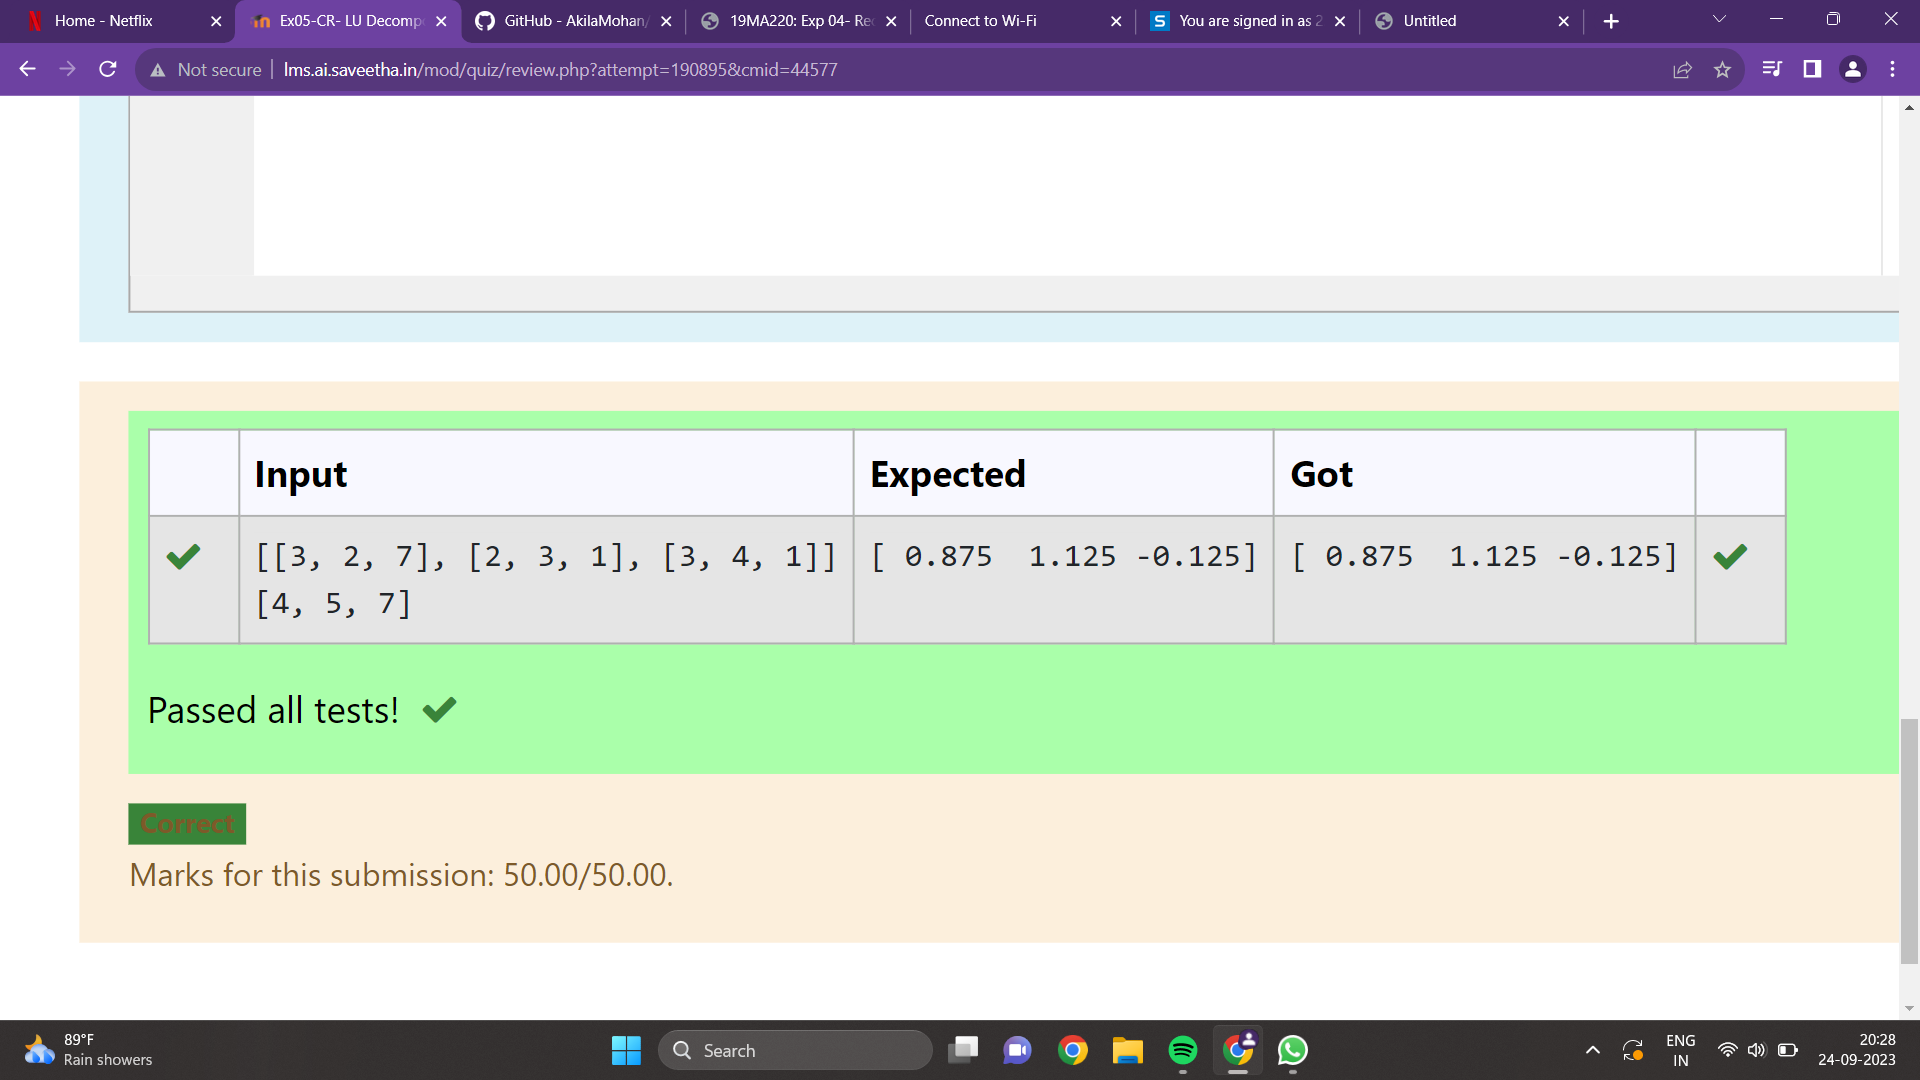 Home - Netflix
Ex05-CR- LU Decomp
GitHub - AkilaMohan/
19MA220: Exp 04- Re
Connect to Wi-Fi
S You are signed in as 2
Untitled
Not secure | lms.ai.saveetha.in/mod/quiz/review.php?attempt=190895&cmid=44577
Input Expected Got
[[3, 2, 7], [2, 3, 1], [3, 4, 1]] [ 0.875  1.125 -0.125] [ 0.875  1.125 -0.125]
[4, 5, 7]
Passed all tests!
Correct
Marks for this submission: 50.00/50.00.
89°F
Rain showers
Search
ENG
IN
20:28
24-09-2023